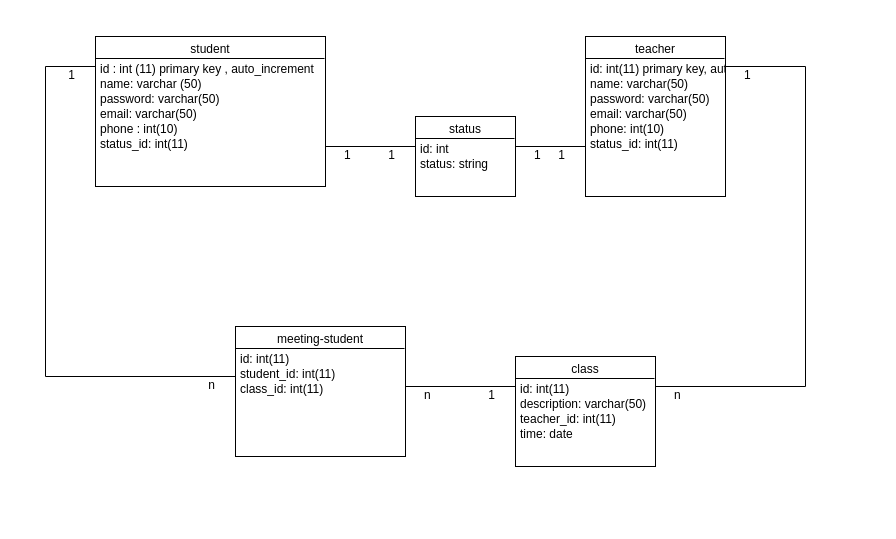 student
id : int (11) primary key , auto_increment
name: varchar (50)
password: varchar(50)
email: varchar(50)
phone : int(10)
status_id: int(11)
teacher
id: int(11) primary key, aut
name: varchar(50)
password: varchar(50)
email: varchar(50)
phone: int(10)
status_id: int(11)
status
id: int
status: string
1
1
1
1
1
1
meeting-student
id: int(11)
student_id: int(11)
class_id: int(11)
class
id: int(11)
description: varchar(50)
teacher_id: int(11)
time: date
n
n
1
n